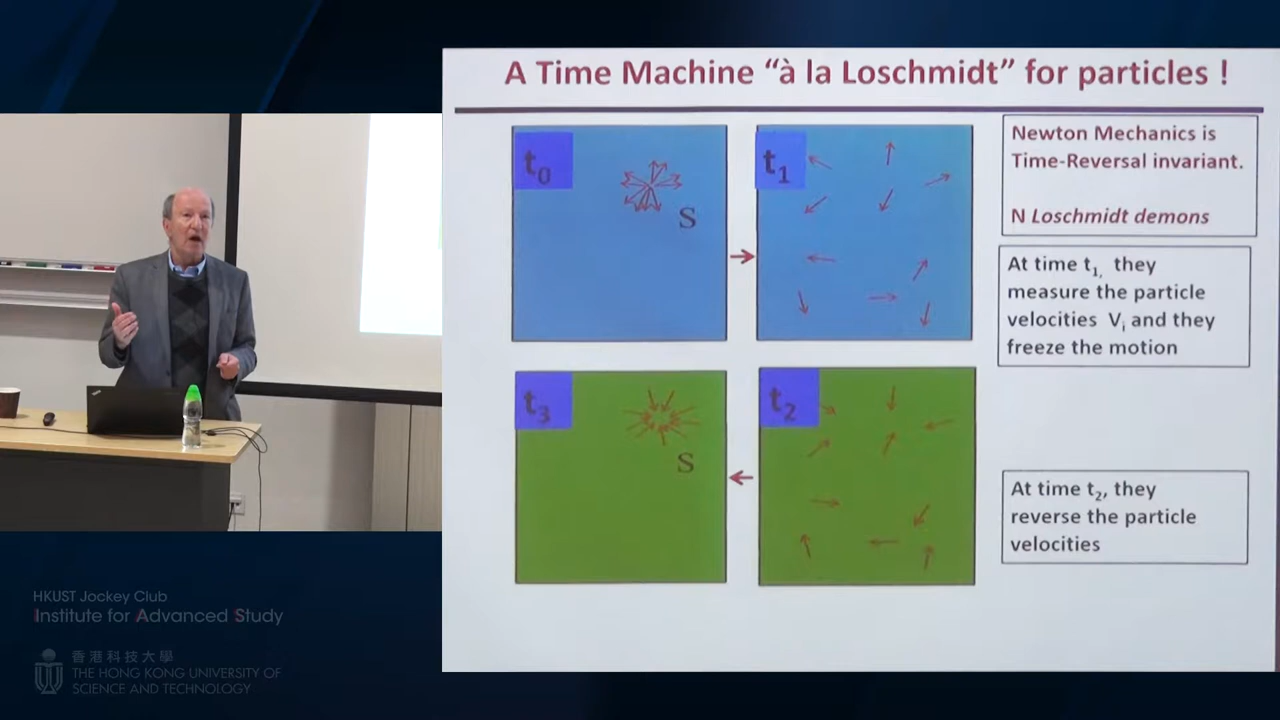 A Time Machine “à la Loschmidt” for particles !
t0
S
t1
Newton Mechanics is
Time-Reversal invariant.
N Loschmidt demons
At time t1, they
measure the particle
velocities Vi and they
freeze the motion
t3
S
t2
At time t2, they
reverse the particle
velocities
HKUST Jockey Club
Institute for Advanced Study
香港科技大學
THE HONG KONG UNIVERSITY OF
SCIENCE AND TECHNOLOGY